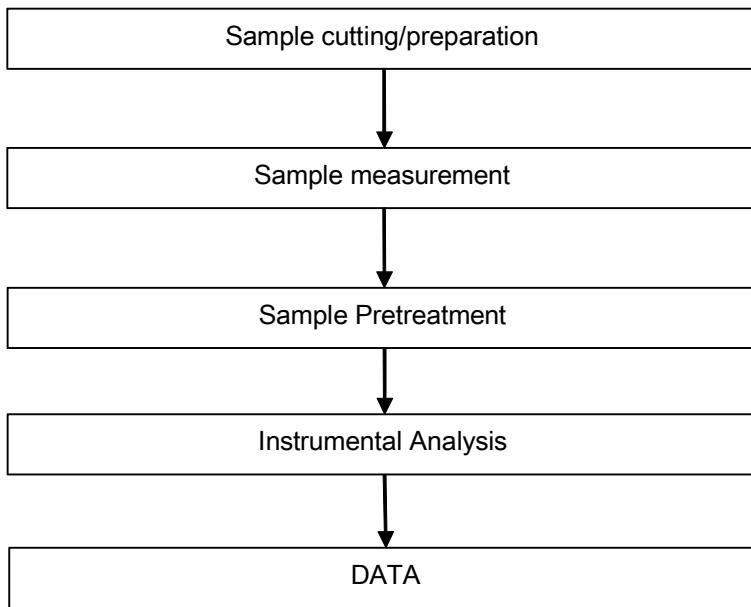 Sample cutting/preparation
Sample measurement
Sample Pretreatment
Instrumental Analysis
DATA